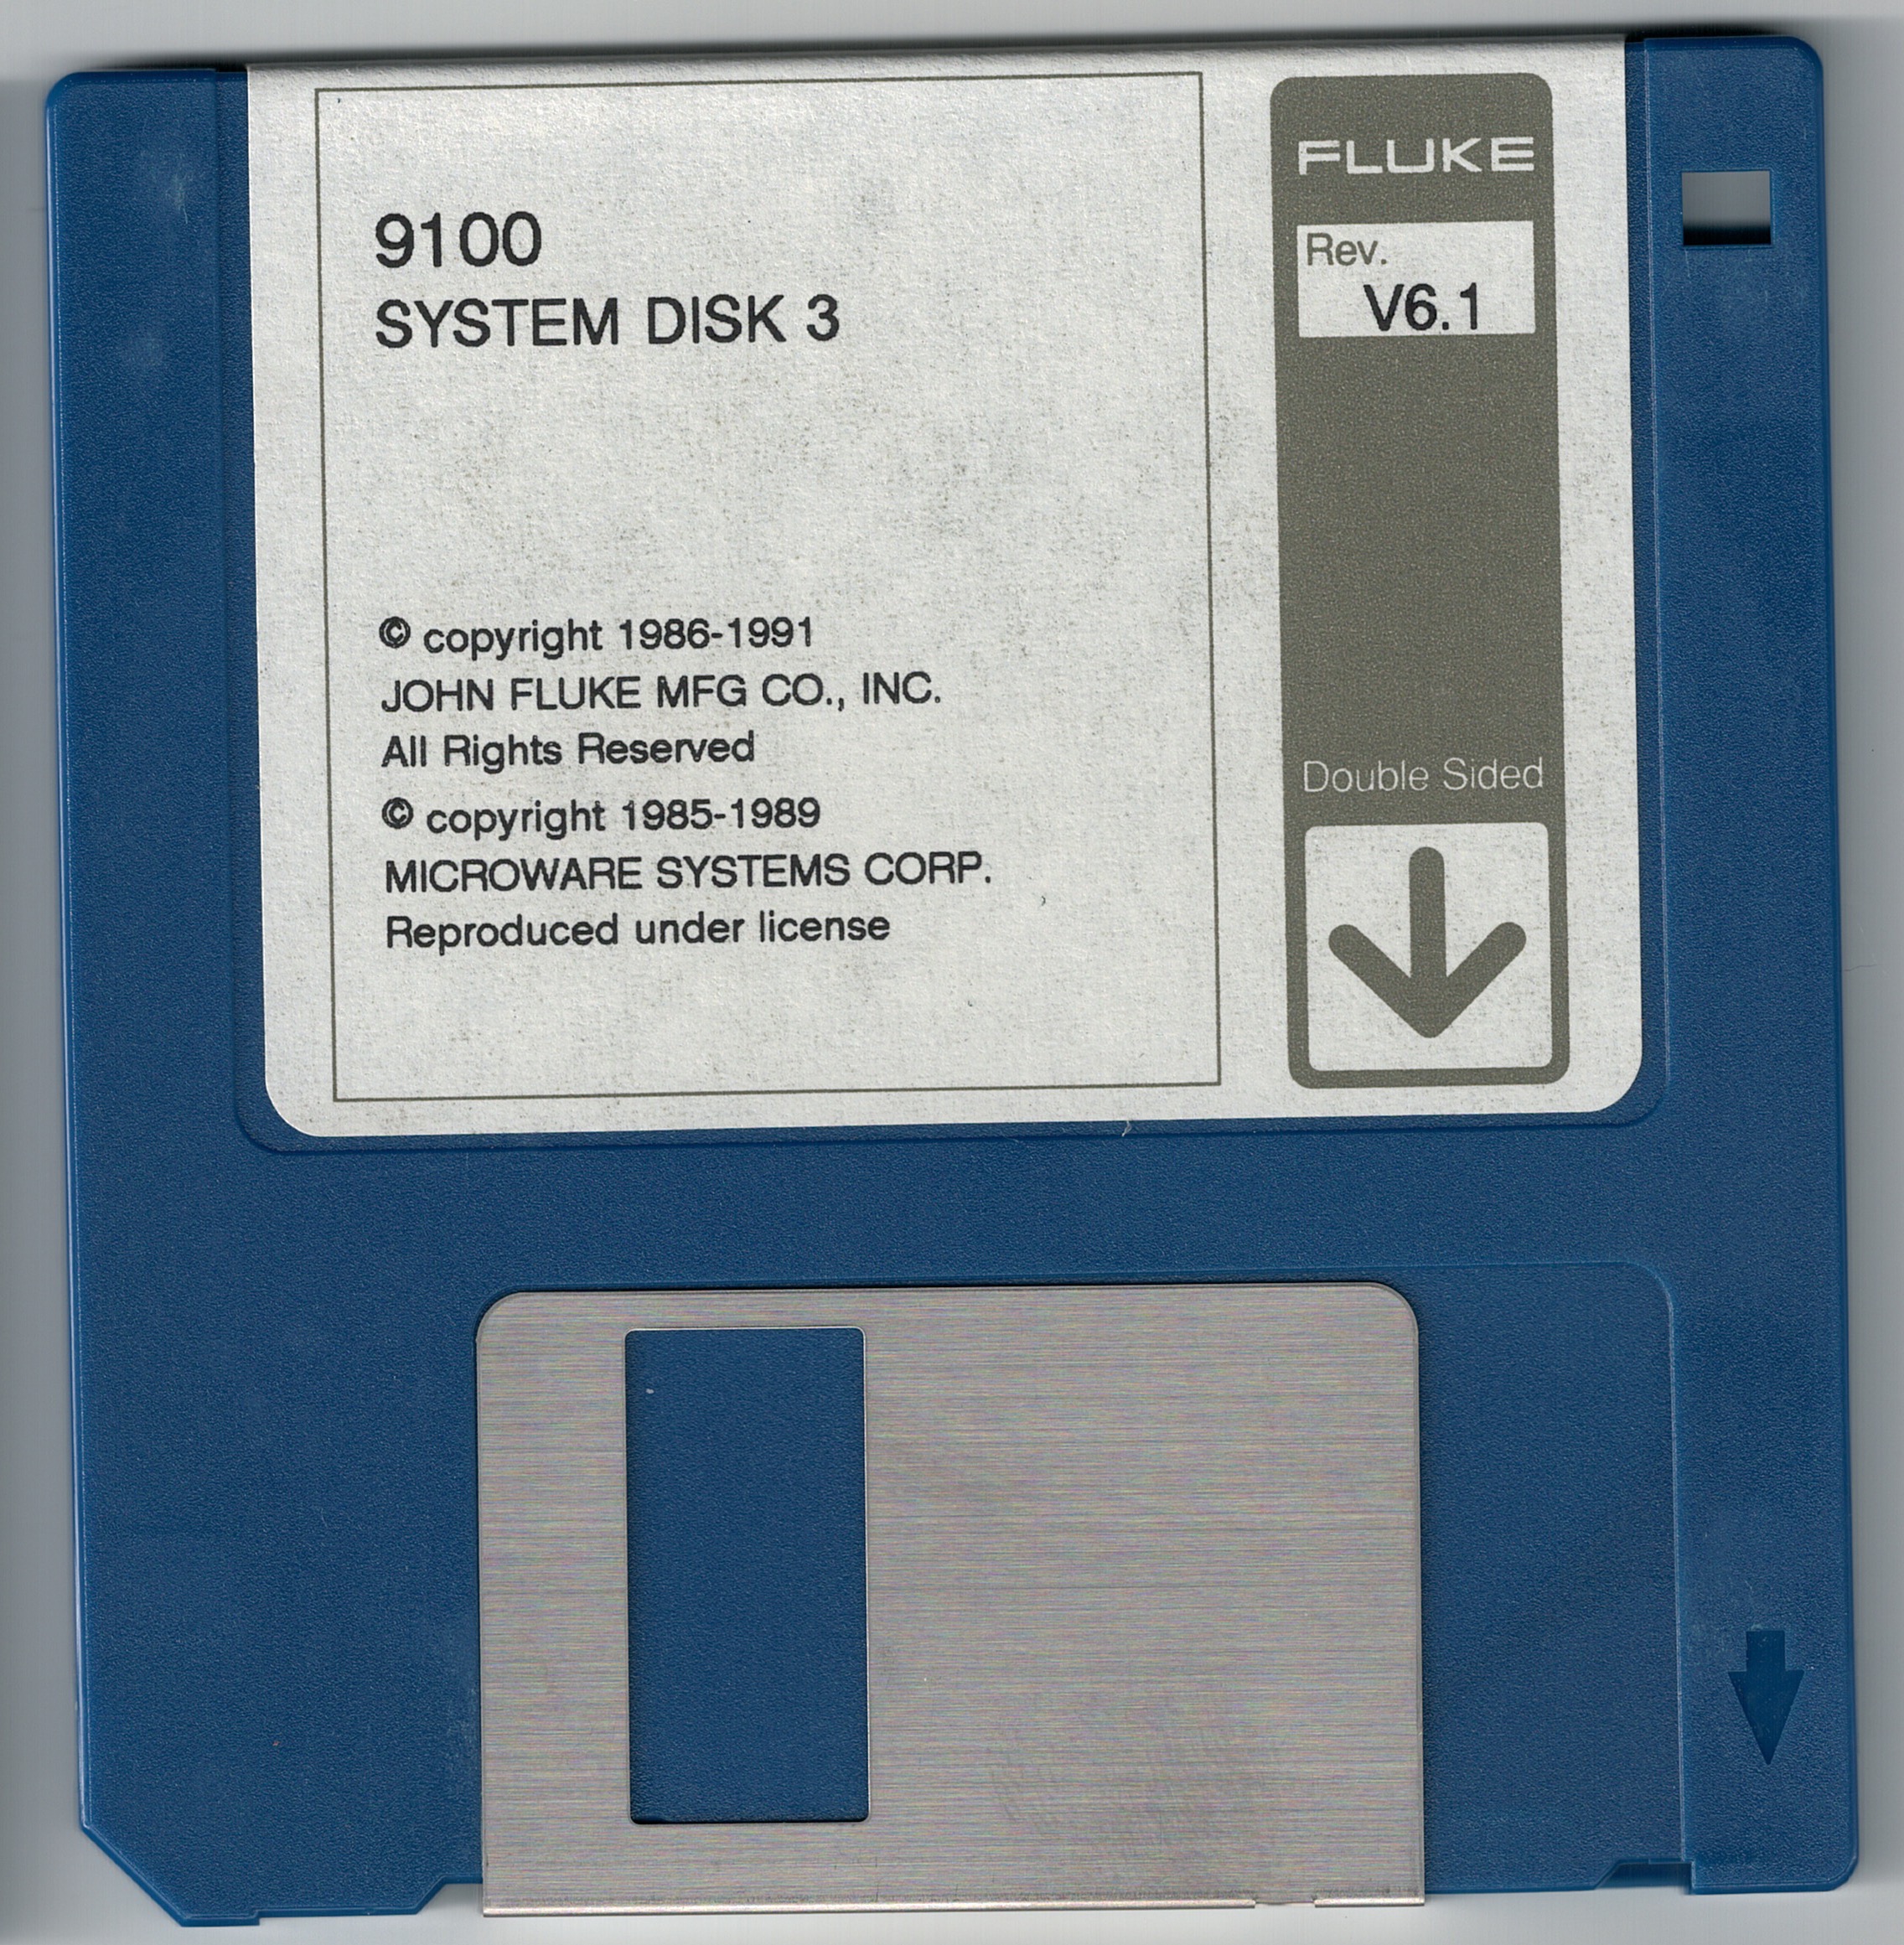 9100
SYSTEM DISK 3
© copyright 1986-1991
JOHN FLUKE MFG CO., INC.
All Rights Reserved
© copyright 1985-1989
MICROWARE SYSTEMS CORP.
Reproduced under license
FLUKE
Rev.
V6.1
Double Sided